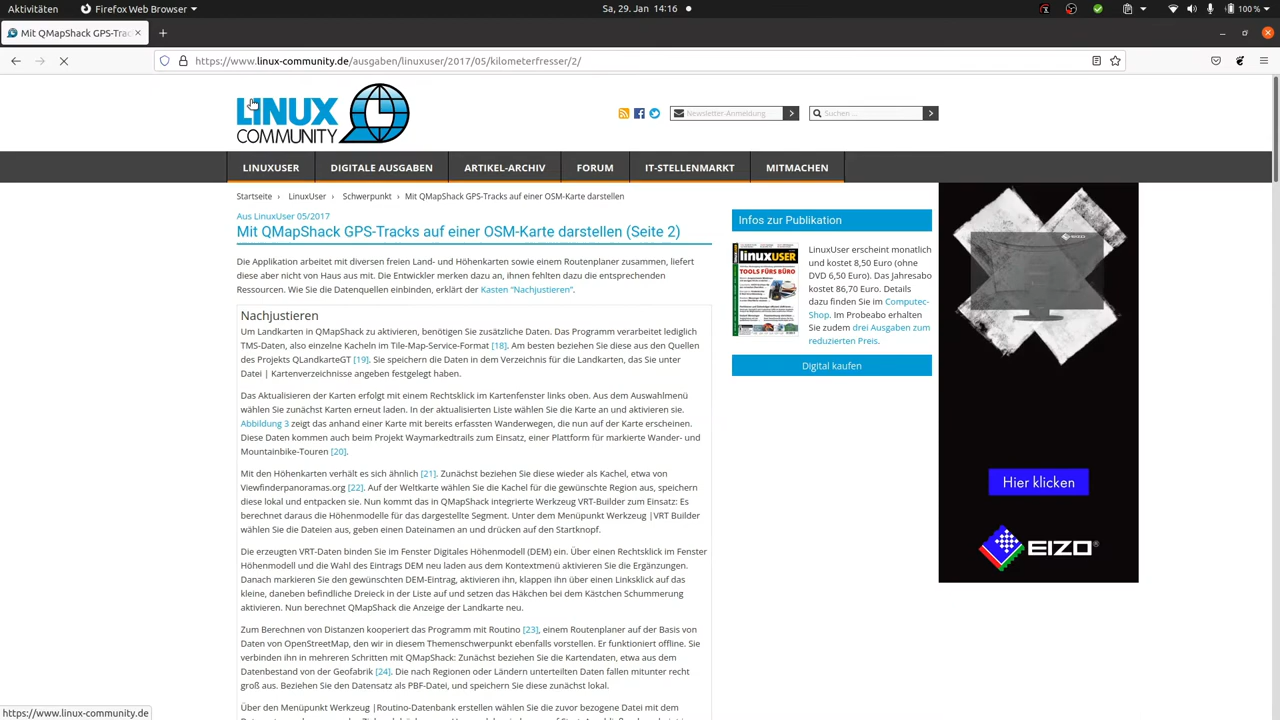 Aktivitäten
Firefox Web Browser
Sa, 29. Jan 14:16
100 %
Mit QMapShack GPS-Trac
https://www.linux-community.de/ausgaben/linuxuser/2017/05/kilometerfresser/2/
LINUX
COMMUNITY
Newsletter-Anmeldung
Suchen ...
LINUXUSER
DIGITALE AUSGABEN
ARTIKEL-ARCHIV
FORUM
IT-STELLENMARKT
MITMACHEN
Startseite › LinuxUser › Schwerpunkt › Mit QMapShack GPS-Tracks auf einer OSM-Karte darstellen
Aus LinuxUser 05/2017
Mit QMapShack GPS-Tracks auf einer OSM-Karte darstellen (Seite 2)
Die Applikation arbeitet mit diversen freien Land- und Höhenkarten sowie einem Routenplaner zusammen, liefert
diese aber nicht von Haus aus mit. Die Entwickler merken dazu an, ihnen fehlten dazu die entsprechenden
Ressourcen. Wie Sie die Datenquellen einbinden, erklärt der Kasten "Nachjustieren".
Nachjustieren
Um Landkarten in QMapShack zu aktivieren, benötigen Sie zusätzliche Daten. Das Programm verarbeitet lediglich
TMS-Daten, also einzelne Kacheln im Tile-Map-Service-Format [18]. Am besten beziehen Sie diese aus den Quellen
des Projekts QLandkarteGT [19]. Sie speichern die Daten in dem Verzeichnis für die Landkarten, das Sie unter
Datei | Kartenverzeichnisse angeben festgelegt haben.
Das Aktualisieren der Karten erfolgt mit einem Rechtsklick im Kartenfenster links oben. Aus dem Auswahlmenü
wählen Sie zunächst Karten erneut laden. In der aktualisierten Liste wählen Sie die Karte an und aktivieren sie.
Abbildung 3 zeigt das anhand einer Karte mit bereits erfassten Wanderwegen, die nun auf der Karte erscheinen.
Diese Daten kommen auch beim Projekt Waymarkedtrails zum Einsatz, einer Plattform für markierte Wander- und
Mountainbike-Touren [20].
Mit den Höhenkarten verhält es sich ähnlich [21]. Zunächst beziehen Sie diese wieder als Kachel, etwa von
Viewfinderpanoramas.org [22]. Auf der Weltkarte wählen Sie die Kachel für die gewünschte Region aus, speichern
diese lokal und entpacken sie. Nun kommt das in QMapShack integrierte Werkzeug VRT-Builder zum Einsatz: Es
berechnet daraus die Höhenmodelle für das dargestellte Segment. Unter dem Menüpunkt Werkzeug |VRT Builder
wählen Sie die Dateien aus, geben einen Dateinamen an und drücken auf den Startknopf.
Die erzeugten VRT-Daten binden Sie im Fenster Digitales Höhenmodell (DEM) ein. Über einen Rechtsklick im Fenster
Höhenmodell und die Wahl des Eintrags DEM neu laden aus dem Kontextmenü aktivieren Sie die Ergänzungen.
Danach markieren Sie den gewünschten DEM-Eintrag, aktivieren ihn, klappen ihn über einen Linksklick auf das
kleine, daneben befindliche Dreieck in der Liste auf und setzen das Häkchen bei dem Kästchen Schummerung
aktivieren. Nun berechnet QMapShack die Anzeige der Landkarte neu.
Zum Berechnen von Distanzen kooperiert das Programm mit Routino [23], einem Routenplaner auf der Basis von
Daten von OpenStreetMap, den wir in diesem Themenschwerpunkt ebenfalls vorstellen. Er funktioniert offline. Sie
verbinden ihn in mehreren Schritten mit QMapShack: Zunächst beziehen Sie die Kartendaten, etwa aus dem
Datenbestand von der Geofabrik [24]. Die nach Regionen oder Ländern unterteilten Daten fallen mitunter recht
groß aus. Beziehen Sie den Datensatz als PBF-Datei, und speichern Sie diese zunächst lokal.
Über den Menüpunkt Werkzeug |Routino-Datenbank erstellen wählen Sie die zuvor bezogene Datei mit dem
Infos zur Publikation
linuxUSER
TOOLS FÜRS BÜRO
LinuxUser erscheint monatlich
und kostet 8,50 Euro (ohne
DVD 6,50 Euro). Das Jahresabo
kostet 86,70 Euro. Details
dazu finden Sie im Computec-
Shop. Im Probeabo erhalten
Sie zudem drei Ausgaben zum
reduzierten Preis.
Digital kaufen
EIZO
Hier klicken
EIZO
https://www.linux-community.de